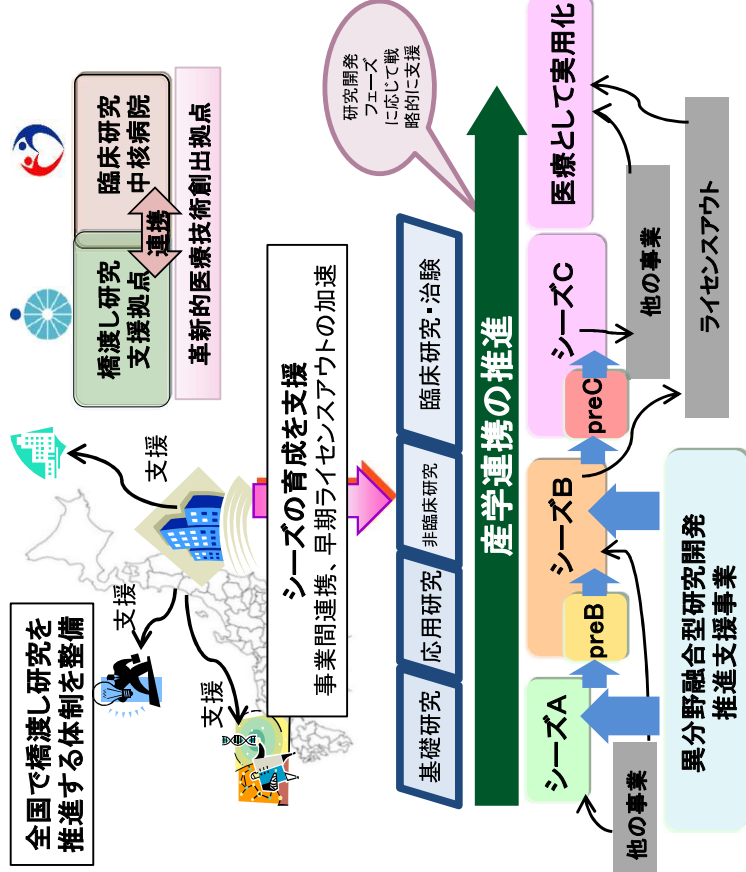 全国で橋渡し研究を
推進する体制を整備
支援
支援
支援
橋渡し研究
支援拠点
連携
臨床研究
中核病院
革新的医療技術創出拠点
シーズの育成を支援
事業間連携、早期ライセンスアウトの加速
研究開発
フェーズ
に応じて戦
略的に支援
基礎研究
応用研究
非臨床研究
臨床研究・治験
産学連携の推進
シーズA
preB
シーズB
preC
シーズC
医療として実用化
他の事業
他の事業
ライセンスアウト
異分野融合型研究開発
推進支援事業